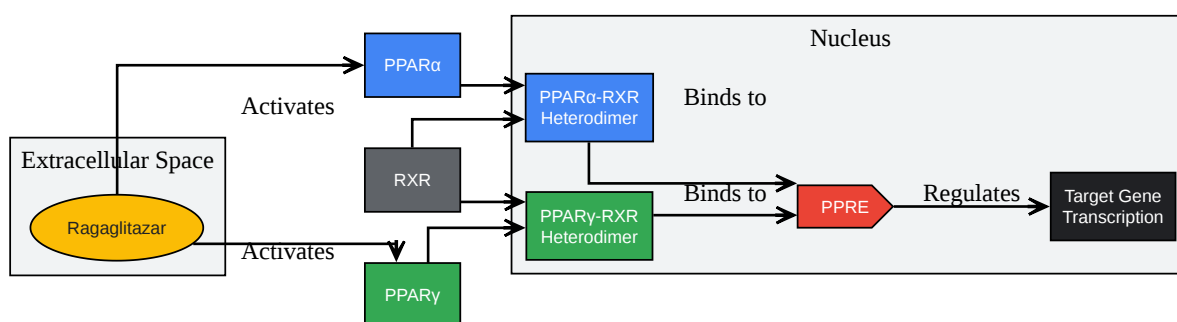 Nucleus
PPARα
Activates
PPARα-RXR
Heterodimer
Binds to
Extracellular Space
RXR
Ragaglitazar
Activates
PPARγ
PPARγ-RXR
Heterodimer
Binds to
PPRE
Regulates
Target Gene
Transcription